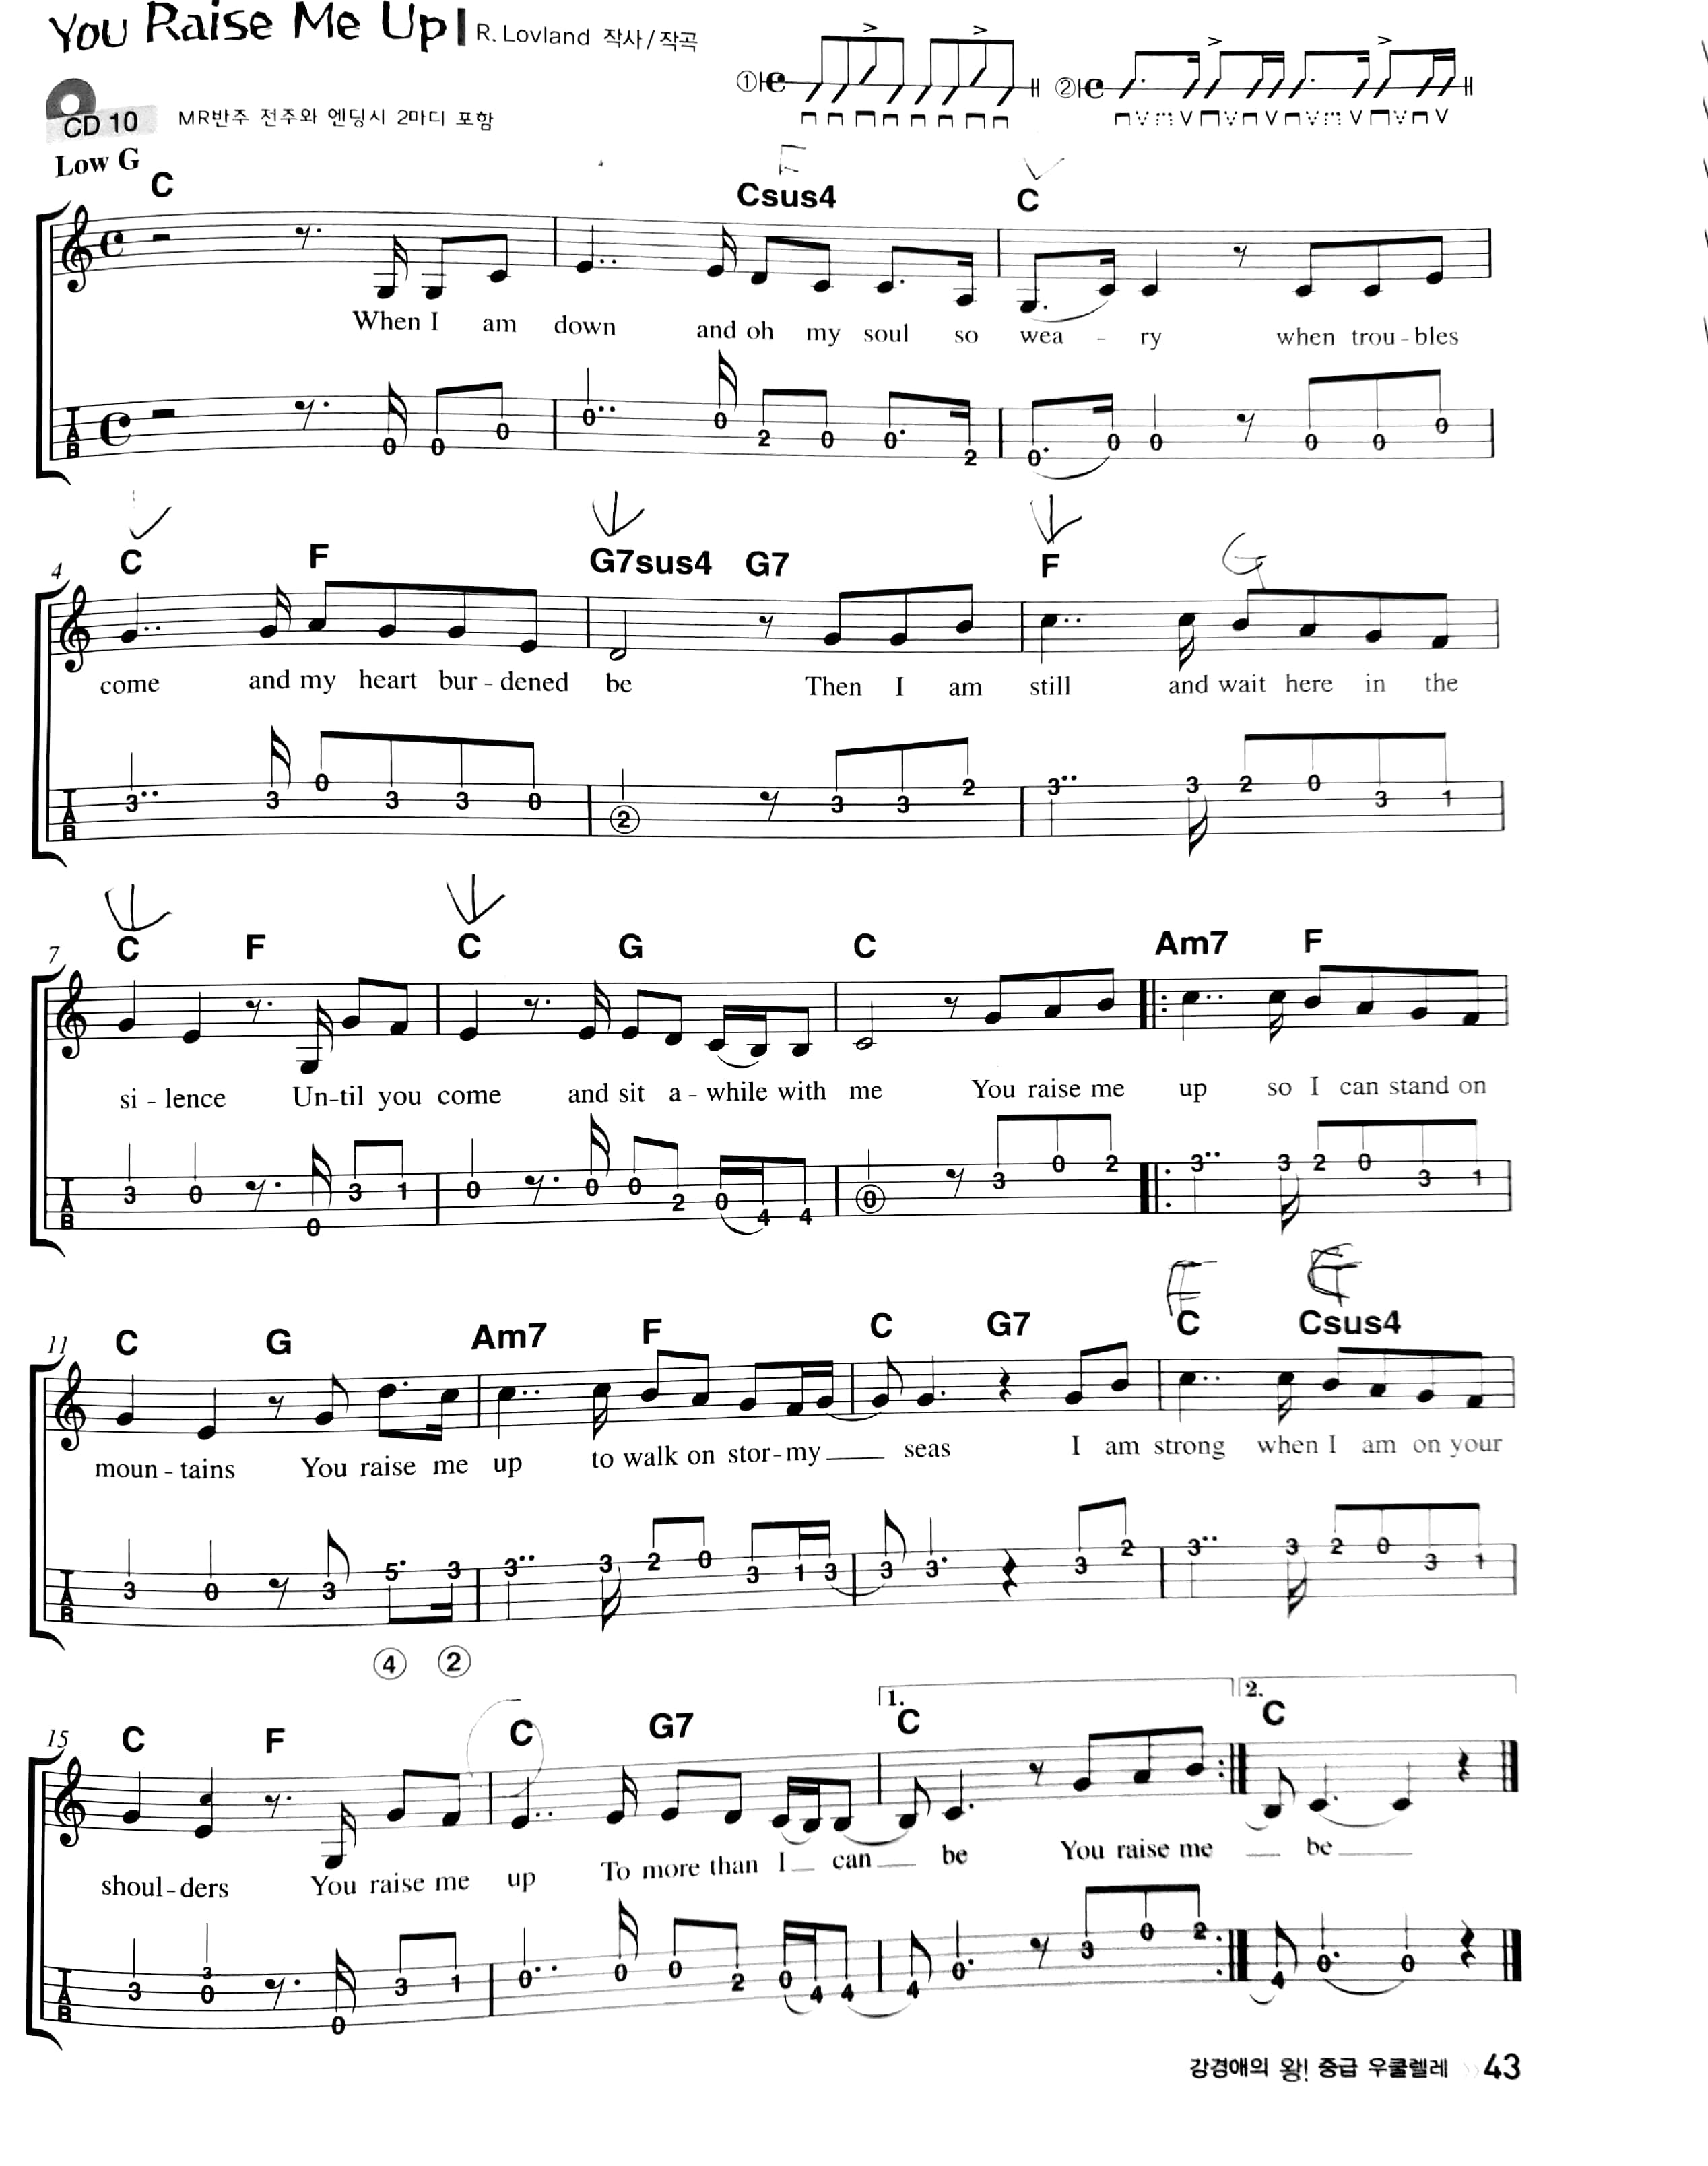 You Raise Me Up R. Lovland 작사/작곡
① ②
CD 10 MR반주 전주와 엔딩시 2마디 포함
Low G
F
C Csus4 C
When I am down and oh my soul so wea - ry when trou - bles
T A B 0 0 0 0 0 2 0 0 2 0 0 0 0 0 0
G
4 C F G7sus4 G7 F
come and my heart bur - dened be Then I am still and wait here in the
T A B 3 3 0 3 3 0 2 3 3 2 3 3 2 0 3 1
7 C F C G C Am7 F
si - lence Un-til you come and sit a - while with me You raise me up so I can stand on
T A B 3 0 0 3 1 0 0 0 2 0 4 4 0 3 0 2 3 3 2 0 3 1
11 C G Am7 F C G7 C Csus4
moun - tains You raise me up to walk on stor-my seas I am strong when I am on your
T A B 3 0 3 5 3 3 3 2 0 3 1 3 3 3 3 2 3 3 2 0 3 1
④ ②
1. 2.
15 C F C G7 C C
shoul-ders You raise me up To more than I can be You raise me be
T A B 3 3 0 0 3 1 0 0 0 2 0 4 4 4 0 3 0 2 4 0 0
강경애의 왕! 중급 우쿨렐레 43